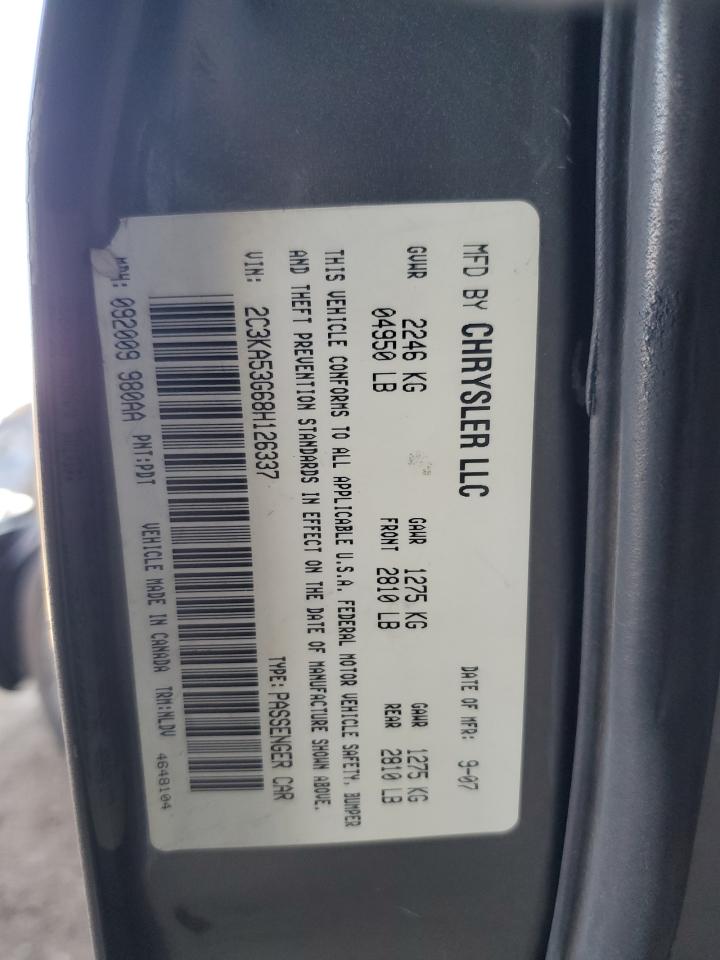 MFD BY CHRYSLER LLC DATE OF MFR: 9-07
GVWR 2246 KG GAWR 1275 KG GAWR 1275 KG
04950 LB FRONT 2810 LB REAR 2810 LB
THIS VEHICLE CONFORMS TO ALL APPLICABLE U.S.A. FEDERAL MOTOR VEHICLE SAFETY, BUMPER
AND THEFT PREVENTION STANDARDS IN EFFECT ON THE DATE OF MANUFACTURE SHOWN ABOVE.
VIN: 2C3KA53G68H126337 TYPE: PASSENGER CAR
MDH: 092009 980AA PNT:PDT VEHICLE MADE IN CANADA TRM:NLDV 4648104